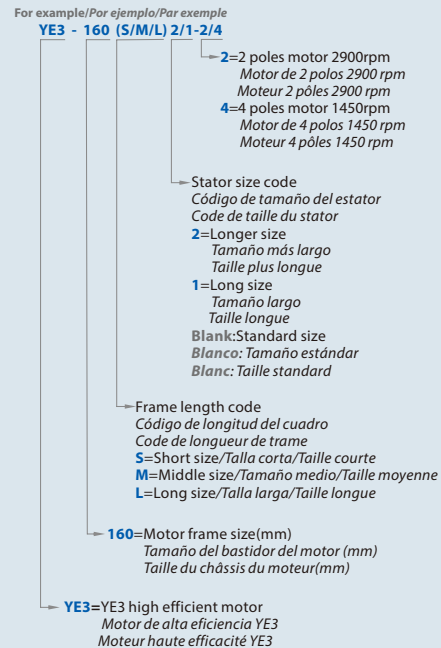 For example/Por ejemplo/Par exemple
YE3 - 160 (S/M/L) 2/1-2/4
2=2 poles motor 2900rpm
Motor de 2 polos 2900 rpm
Moteur 2 pôles 2900 rpm
4=4 poles motor 1450rpm
Motor de 4 polos 1450 rpm
Moteur 4 pôles 1450 rpm
Stator size code
Código de tamaño del estator
Code de taille du stator
2=Longer size
Tamaño más largo
Taille plus longue
1=Long size
Tamaño largo
Taille longue
Blank:Standard size
Blanco: Tamaño estándar
Blanc: Taille standard
Frame length code
Código de longitud del cuadro
Code de longueur de trame
S=Short size/Talla corta/Taille courte
M=Middle size/Tamaño medio/Taille moyenne
L=Long size/Talla larga/Taille longue
160=Motor frame size(mm)
Tamaño del bastidor del motor (mm)
Taille du châssis du moteur(mm)
YE3=YE3 high efficient motor
Motor de alta eficiencia YE3
Moteur haute efficacité YE3